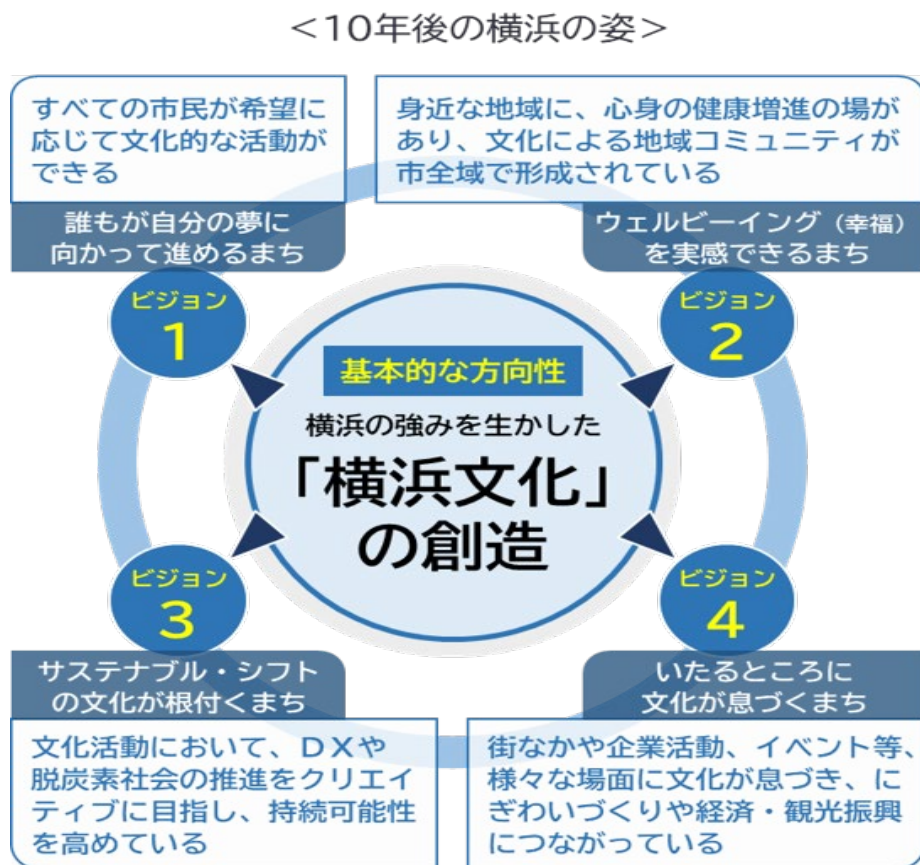 ＜10年後の横浜の姿＞
すべての市民が希望に
応じて文化的な活動が
できる
誰もが自分の夢に
向かって進めるまち
ビジョン
1
身近な地域に、心身の健康増進の場が
あり、文化による地域コミュニティが
市全域で形成されている
ウェルビーイング（幸福）
を実感できるまち
ビジョン
2
基本的な方向性
横浜の強みを生かした
「横浜文化」
の創造
ビジョン
3
サステナブル・シフト
の文化が根付くまち
文化活動において、ＤＸや
脱炭素社会の推進をクリエイ
ティブに目指し、持続可能性
を高めている
ビジョン
4
いたるところに
文化が息づくまち
街なかや企業活動、イベント等、
様々な場面に文化が息づき、に
ぎわいづくりや経済・観光振興
につながっている